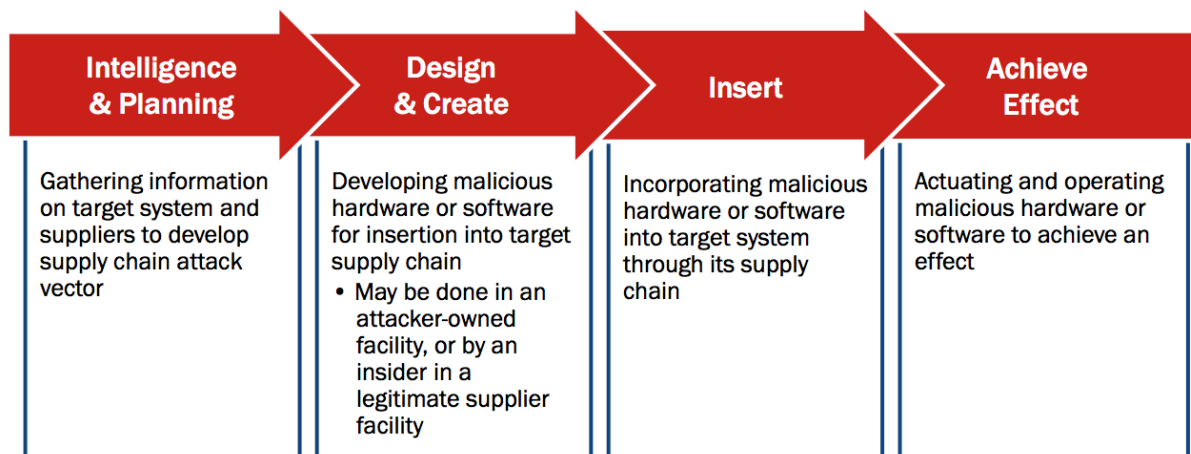 Intelligence
& Planning
Design
& Create
Insert
Achieve
Effect
Gathering information
on target system and
suppliers to develop
supply chain attack
vector
Developing malicious
hardware or software
for insertion into target
supply chain
• May be done in an
attacker-owned
facility, or by an
insider in a
legitimate supplier
facility
Incorporating malicious
hardware or software
into target system
through its supply
chain
Actuating and operating
malicious hardware or
software to achieve an
effect